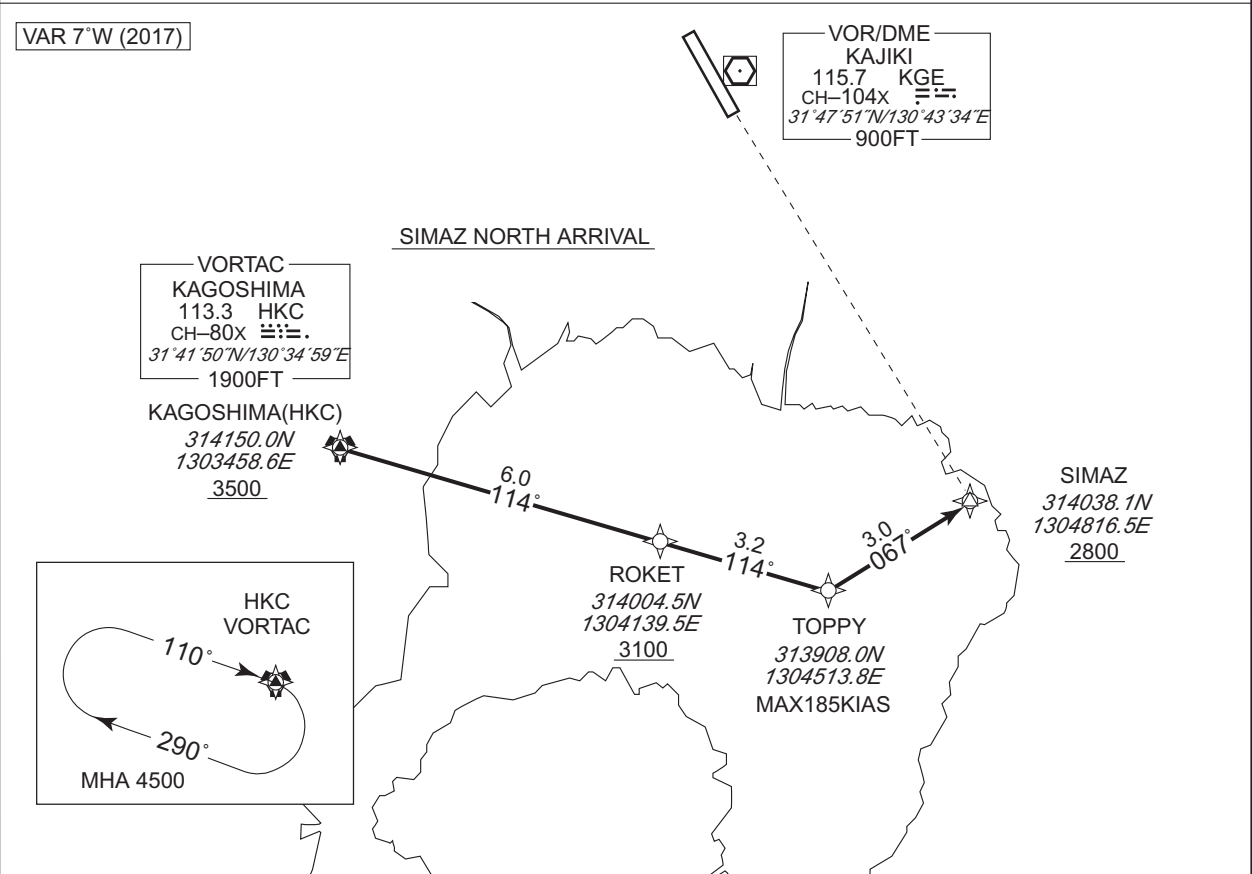 VAR 7°W (2017)
VOR/DME
KAJIKI
115.7 KGE
CH–104X
31°47´51˝N/130°43´34˝E
900FT
SIMAZ NORTH ARRIVAL
VORTAC
KAGOSHIMA
113.3 HKC
CH–80X
31°41´50˝N/130°34´59˝E
1900FT
KAGOSHIMA(HKC)
314150.0N
1303458.6E
3500
6.0
114°
3.2
114°
3.0
067°
SIMAZ
314038.1N
1304816.5E
2800
ROKET
314004.5N
1304139.5E
3100
TOPPY
313908.0N
1304513.8E
MAX185KIAS
HKC
VORTAC
110°
290°
MHA 4500